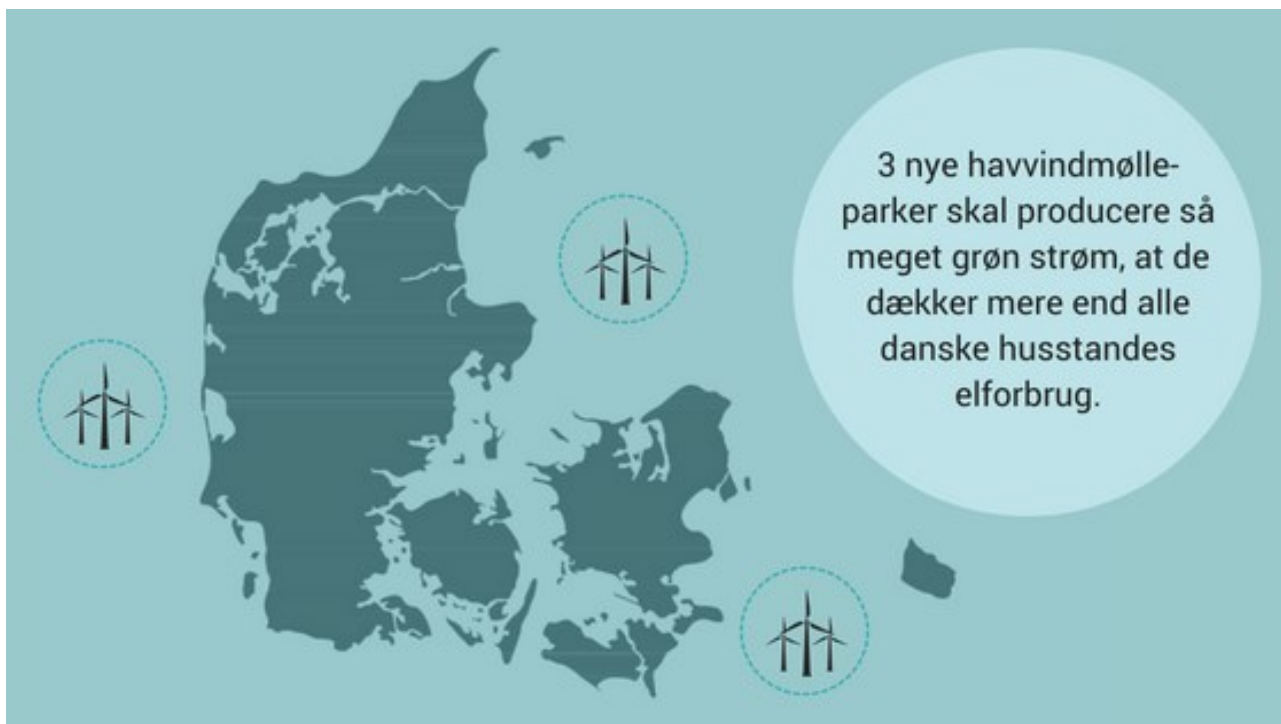 3 nye havvindmølle-
parker skal producere så
meget grøn strøm, at de
dækker mere end alle
danske husstandes
elforbrug.